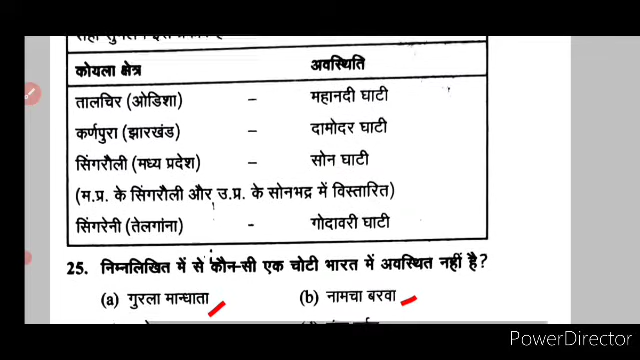 कोयला क्षेत्र अवस्थिति
तालचिर (ओडिशा) – महानदी घाटी
कर्णपुरा (झारखंड) – दामोदर घाटी
सिंगरौली (मध्य प्रदेश) – सोन घाटी
(म.प्र. के सिंगरौली और उ.प्र. के सोनभद्र में विस्तारित)
सिंगरेनी (तेलगांना) - गोदावरी घाटी
25. निम्नलिखित में से कौन-सी एक चोटी भारत में अवस्थित नहीं है?
(a) गुरला मान्धाता (b) नामचा बरवा
PowerDirector